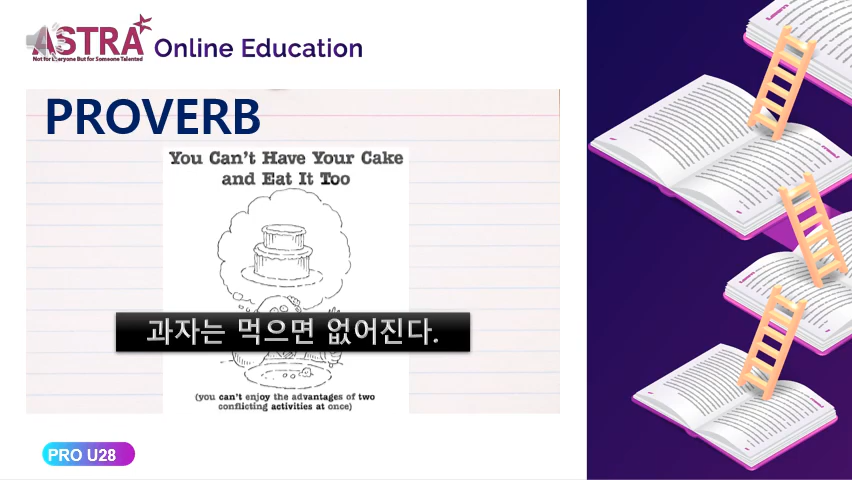 ASTRA
Not for Everyone But for Someone Talented
Online Education
PROVERB
You Can't Have Your Cake
and Eat It Too
과자는 먹으면 없어진다.
(you can't enjoy the advantages of two
conflicting activities at once)
PRO U28